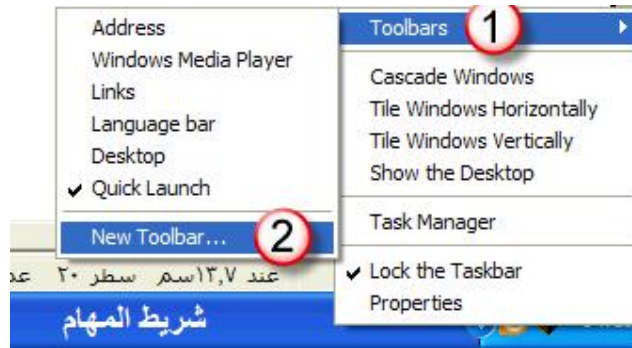 Toolbars 1
Cascade Windows
Tile Windows Horizontally
Tile Windows Vertically
Show the Desktop
Task Manager
Lock the Taskbar
Properties
Address
Windows Media Player
Links
Language bar
Desktop
Quick Launch
New Toolbar... 2
عند ١٣,٧سم سطر ٢٠
شريط المهام